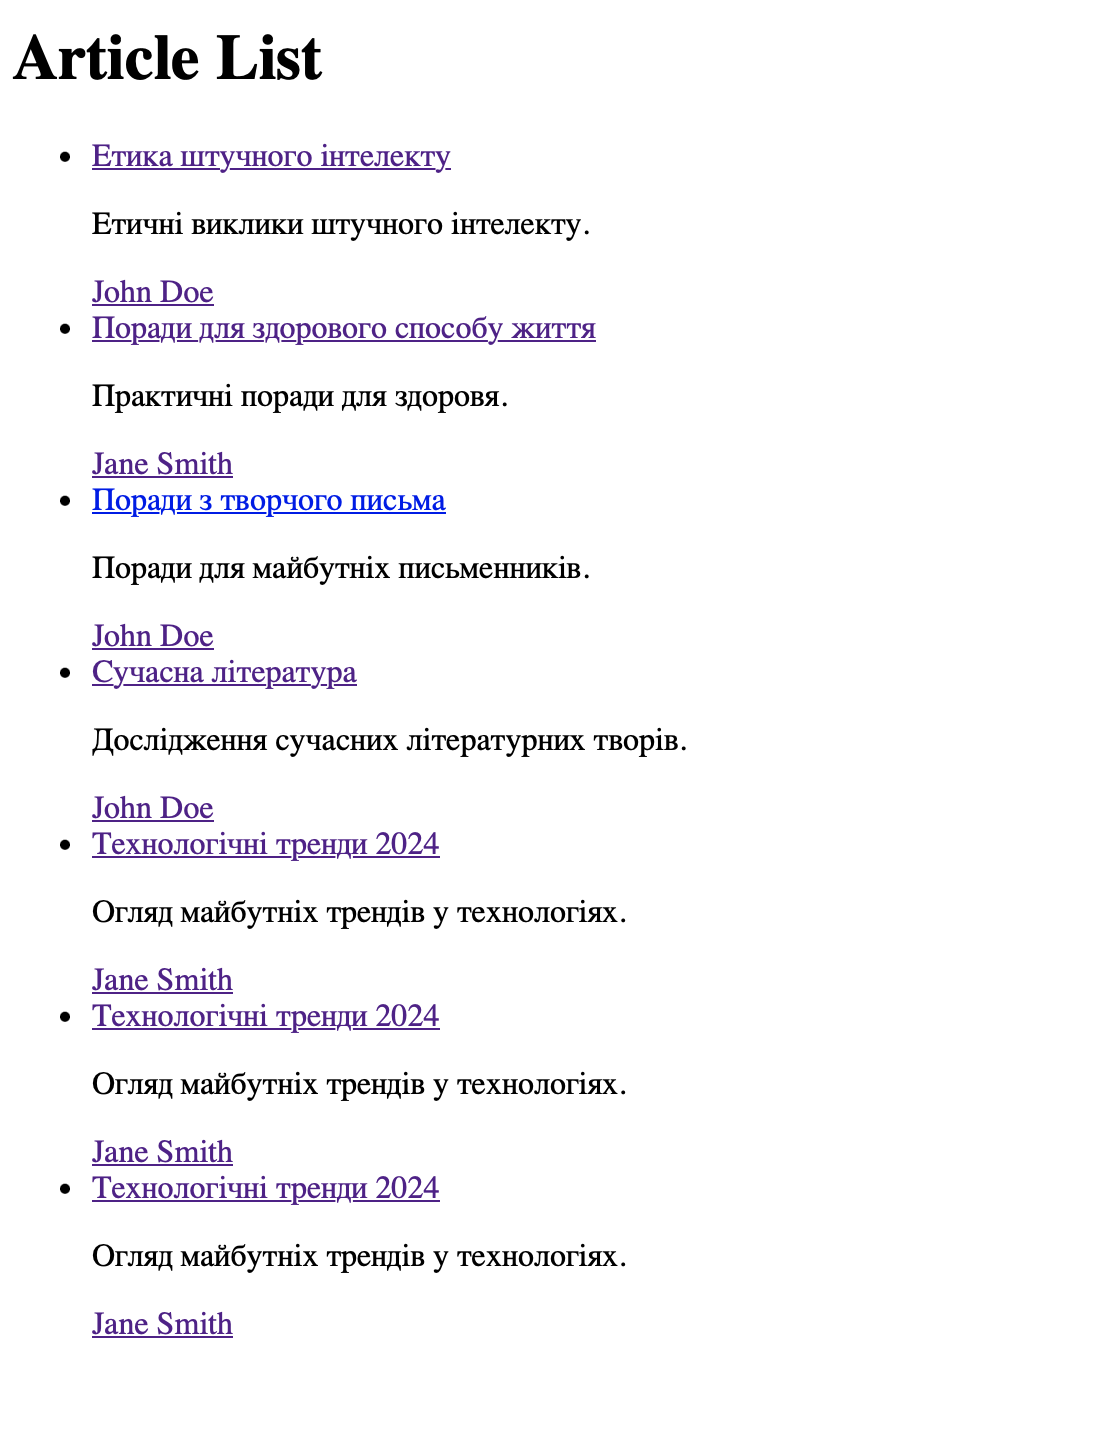 Article List
Етика штучного інтелекту
Етичні виклики штучного інтелекту.
John Doe
Поради для здорового способу життя
Практичні поради для здоровя.
Jane Smith
Поради з творчого письма
Поради для майбутніх письменників.
John Doe
Сучасна література
Дослідження сучасних літературних творів.
John Doe
Технологічні тренди 2024
Огляд майбутніх трендів у технологіях.
Jane Smith
Технологічні тренди 2024
Огляд майбутніх трендів у технологіях.
Jane Smith
Технологічні тренди 2024
Огляд майбутніх трендів у технологіях.
Jane Smith